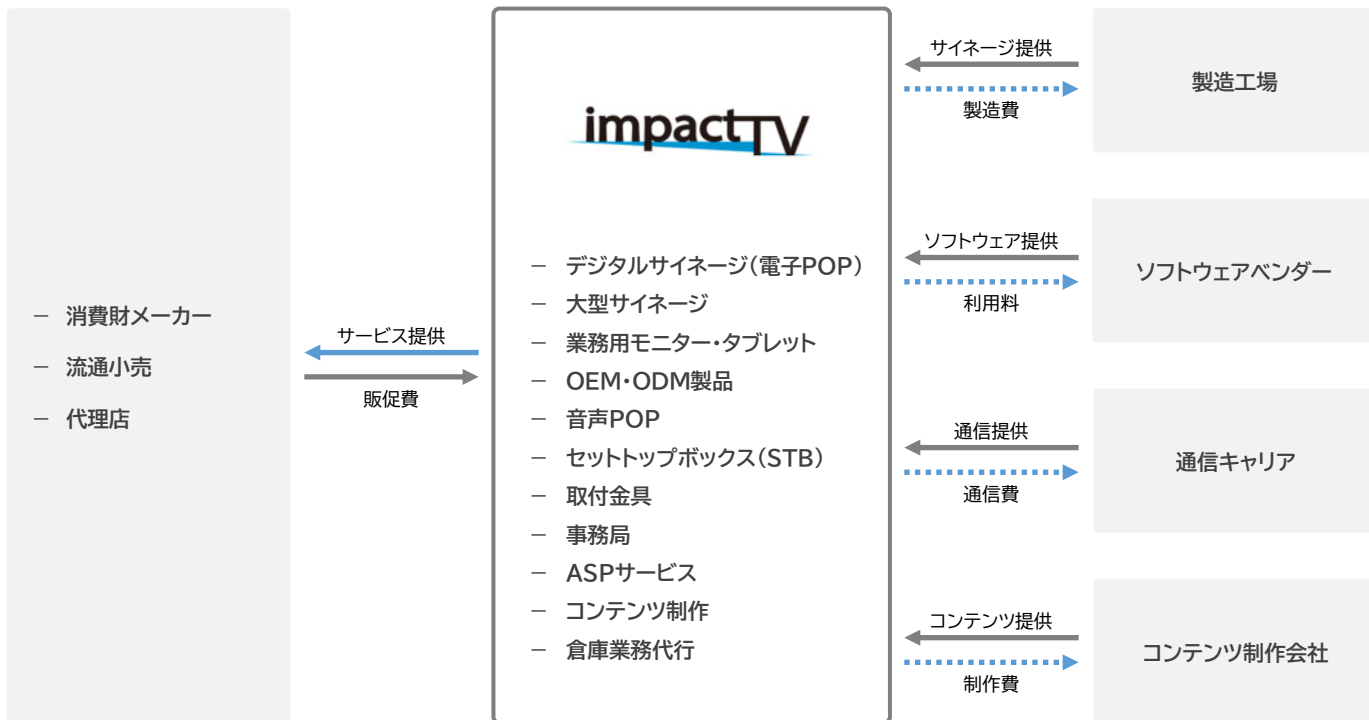 － 消費財メーカー
－ 流通小売
－ 代理店
サービス提供
販促費
impactTV
－ デジタルサイネージ（電子POP）
－ 大型サイネージ
－ 業務用モニター・タブレット
－ OEM・ODM製品
－ 音声POP
－ セットトップボックス（STB）
－ 取付金具
－ 事務局
－ ASPサービス
－ コンテンツ制作
－ 倉庫業務代行
サイネージ提供
製造費
製造工場
ソフトウェア提供
利用料
ソフトウェアベンダー
通信提供
通信費
通信キャリア
コンテンツ提供
制作費
コンテンツ制作会社